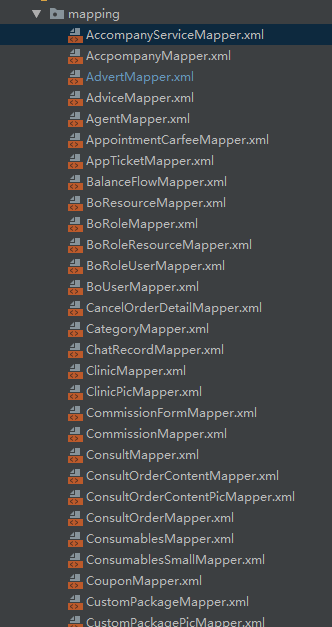 mapping
AccompanyServiceMapper.xml
AccpompanyMapper.xml
AdvertMapper.xml
AdviceMapper.xml
AgentMapper.xml
AppointmentCarfeeMapper.xml
AppTicketMapper.xml
BalanceFlowMapper.xml
BoResourceMapper.xml
BoRoleMapper.xml
BoRoleResourceMapper.xml
BoRoleUserMapper.xml
BoUserMapper.xml
CancelOrderDetailMapper.xml
CategoryMapper.xml
ChatRecordMapper.xml
ClinicMapper.xml
ClinicPicMapper.xml
CommissionFormMapper.xml
CommissionMapper.xml
ConsultMapper.xml
ConsultOrderContentMapper.xml
ConsultOrderContentPicMapper.xml
ConsultOrderMapper.xml
ConsumablesMapper.xml
ConsumablesSmallMapper.xml
CouponMapper.xml
CustomPackageMapper.xml
CustomPackagePicMapper.xml